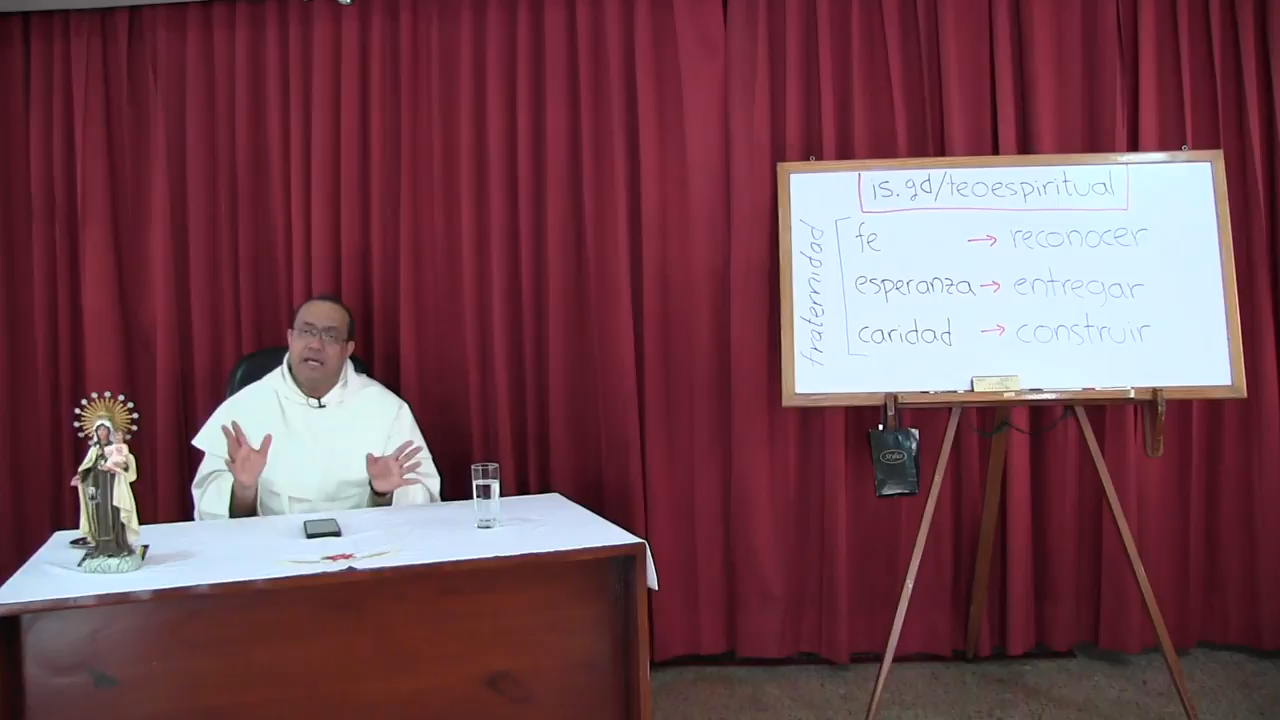 is.gd/teoespiritual
fraternidad
fe → reconocer
esperanza → entregar
caridad → construir